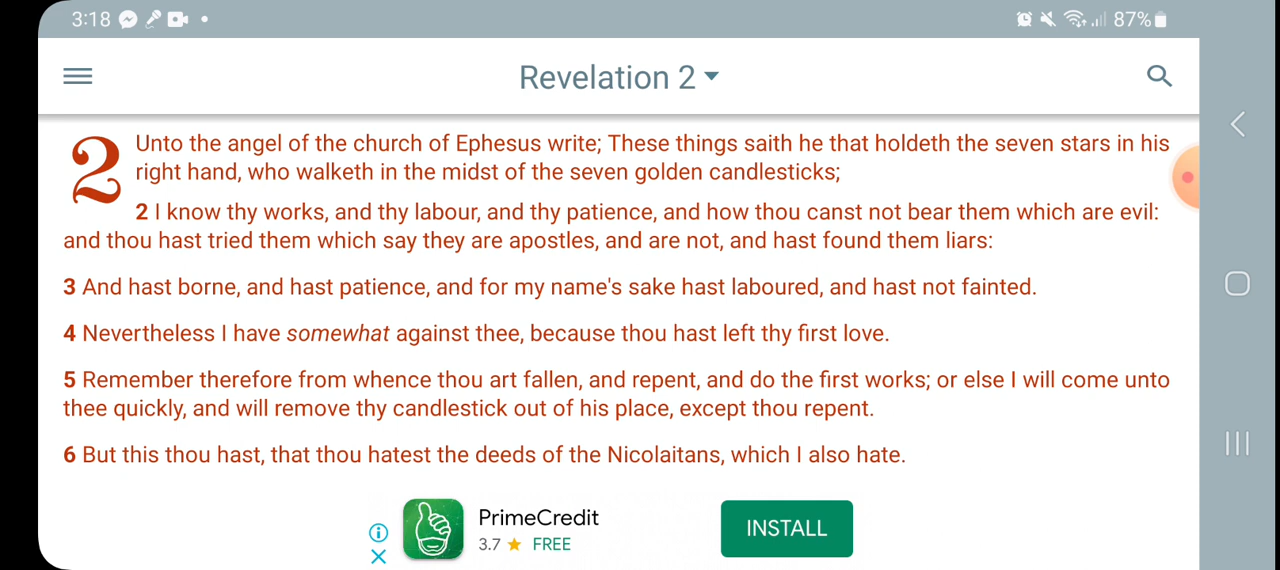 3:18
87%
Revelation 2
2 Unto the angel of the church of Ephesus write; These things saith he that holdeth the seven stars in his
right hand, who walketh in the midst of the seven golden candlesticks;
2 I know thy works, and thy labour, and thy patience, and how thou canst not bear them which are evil:
and thou hast tried them which say they are apostles, and are not, and hast found them liars:
3 And hast borne, and hast patience, and for my name's sake hast laboured, and hast not fainted.
4 Nevertheless I have somewhat against thee, because thou hast left thy first love.
5 Remember therefore from whence thou art fallen, and repent, and do the first works; or else I will come unto
thee quickly, and will remove thy candlestick out of his place, except thou repent.
6 But this thou hast, that thou hatest the deeds of the Nicolaitans, which I also hate.
PrimeCredit
3.7 ★ FREE
INSTALL